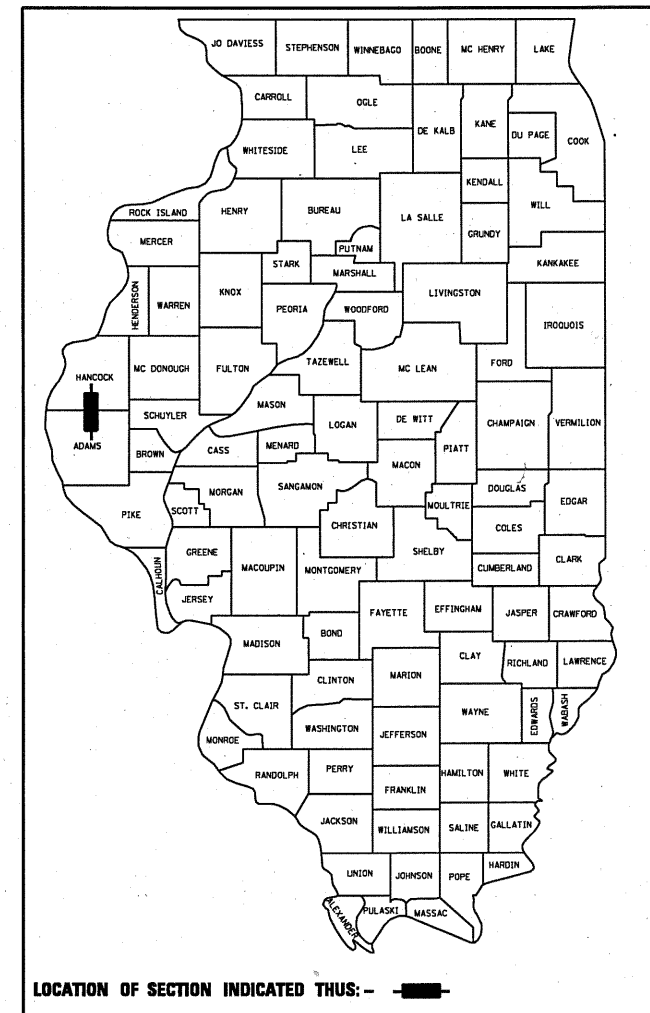 JO DAVIESS
STEPHENSON
WINNEBAGO
BOONE
MC HENRY
LAKE
CARROLL
OGLE
DE KALB
KANE
DU PAGE
COOK
WHITESIDE
LEE
KENDALL
WILL
ROCK ISLAND
HENRY
BUREAU
LA SALLE
GRUNDY
MERCER
PUTNAM
STARK
MARSHALL
KANKAKEE
HENDERSON
WARREN
KNOX
PEORIA
WOODFORD
LIVINGSTON
IROQUOIS
HANCOCK
MC DONOUGH
FULTON
TAZEWELL
MC LEAN
FORD
SCHUYLER
MASON
LOGAN
DE WITT
CHAMPAIGN
VERMILION
ADAMS
BROWN
CASS
MENARD
MACON
PIATT
PIKE
SCOTT
MORGAN
SANGAMON
CHRISTIAN
MOULTRIE
DOUGLAS
EDGAR
COLES
CALHOUN
GREENE
MACOUPIN
MONTGOMERY
SHELBY
CUMBERLAND
CLARK
JERSEY
FAYETTE
EFFINGHAM
JASPER
CRAWFORD
MADISON
BOND
CLAY
RICHLAND
LAWRENCE
CLINTON
MARION
ST. CLAIR
WAYNE
EDWARDS
WABASH
MONROE
WASHINGTON
JEFFERSON
RANDOLPH
PERRY
HAMILTON
WHITE
FRANKLIN
JACKSON
WILLIAMSON
SALINE
GALLATIN
UNION
JOHNSON
POPE
HARDIN
ALEXANDER
PULASKI
MASSAC
LOCATION OF SECTION INDICATED THUS: -